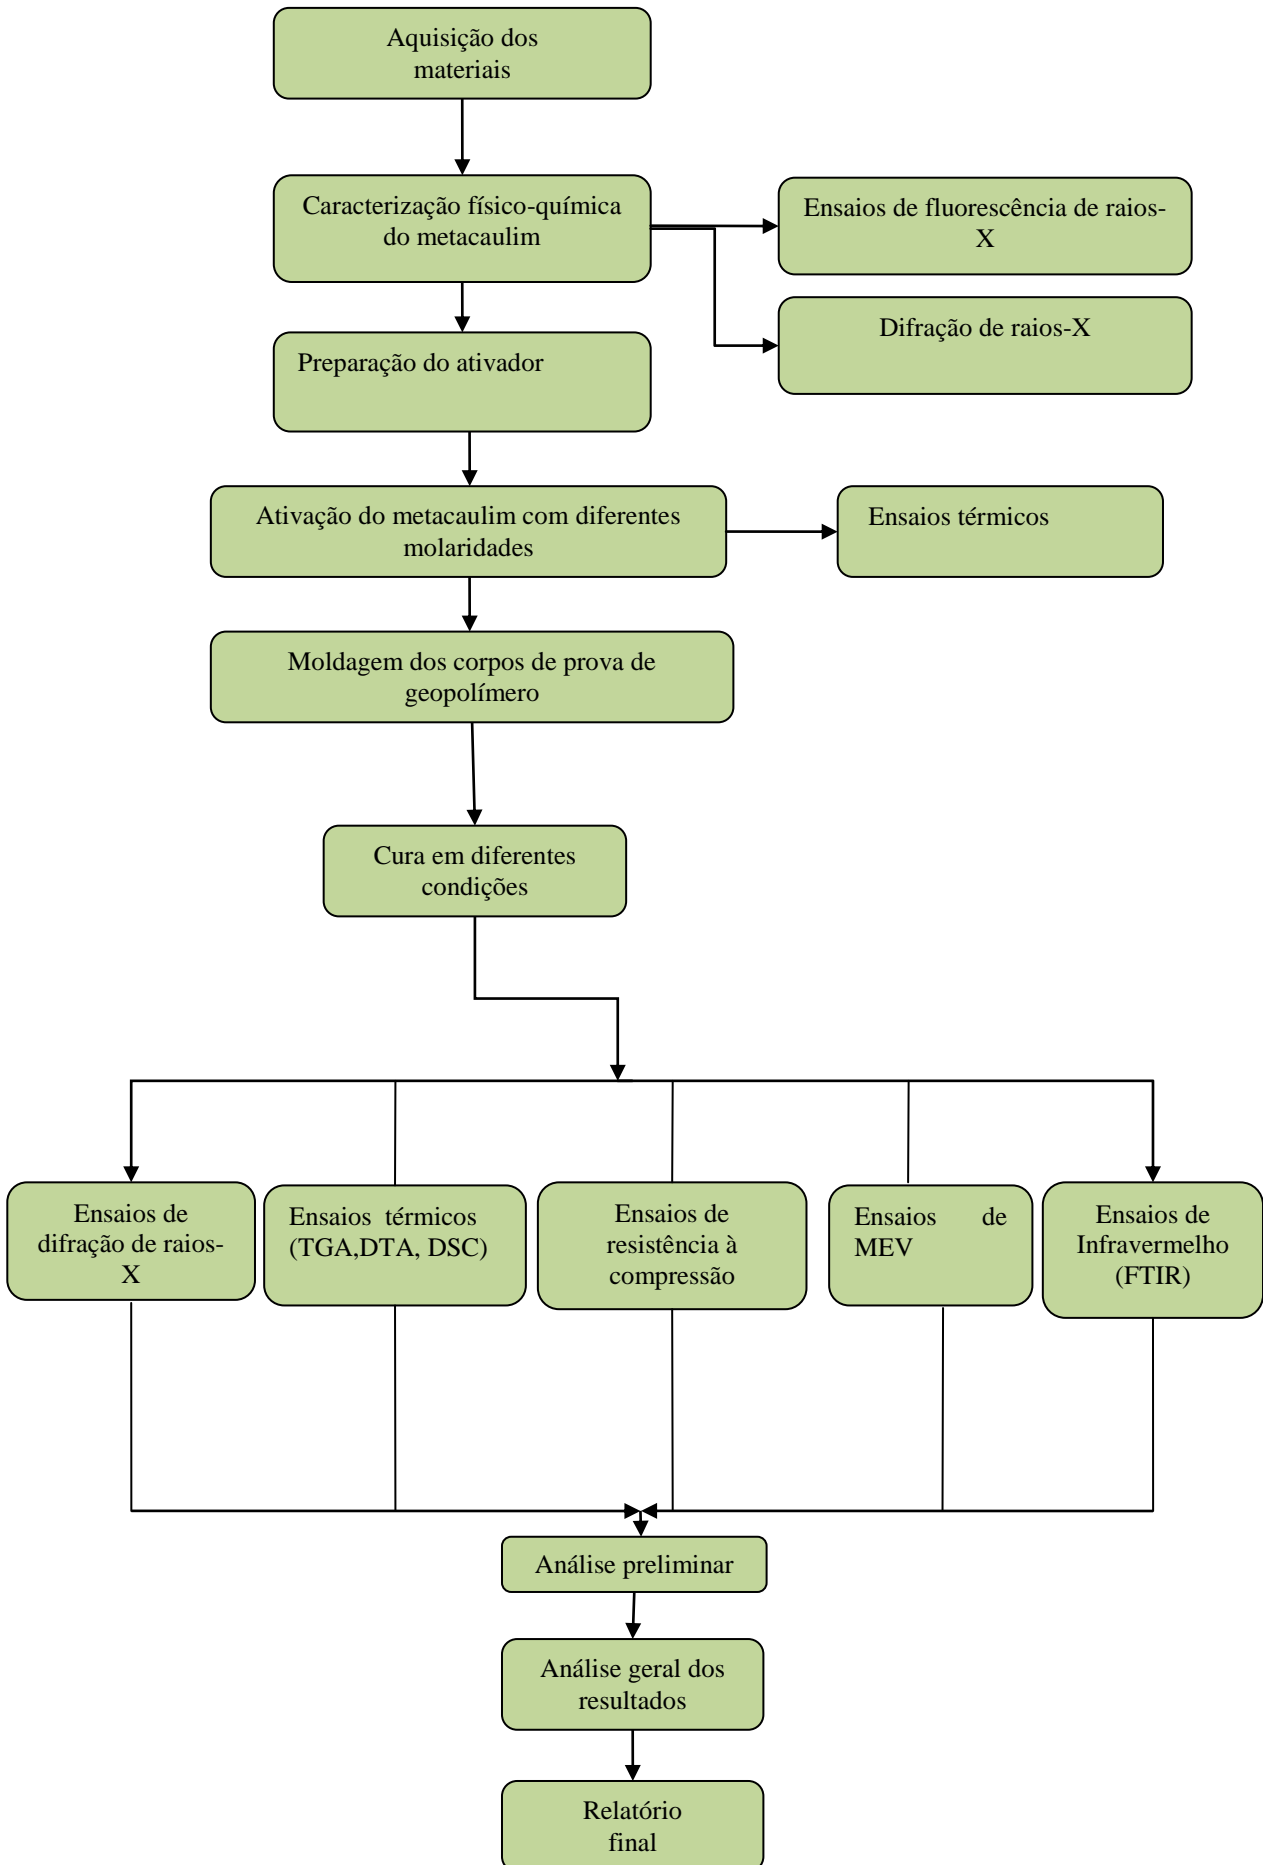 Aquisição dos
materiais
Caracterização físico-química
do metacaulim
Ensaios de fluorescência de raios-
X
Difração de raios-X
Preparação do ativador
Ativação do metacaulim com diferentes
molaridades
Ensaios térmicos
Moldagem dos corpos de prova de
geopolímero
Cura em diferentes
condições
Ensaios de
difração de raios-
X
Ensaios térmicos
(TGA,DTA, DSC)
Ensaios de
resistência à
compressão
Ensaios de
MEV
Ensaios de
Infravermelho
(FTIR)
Análise preliminar
Análise geral dos
resultados
Relatório
final